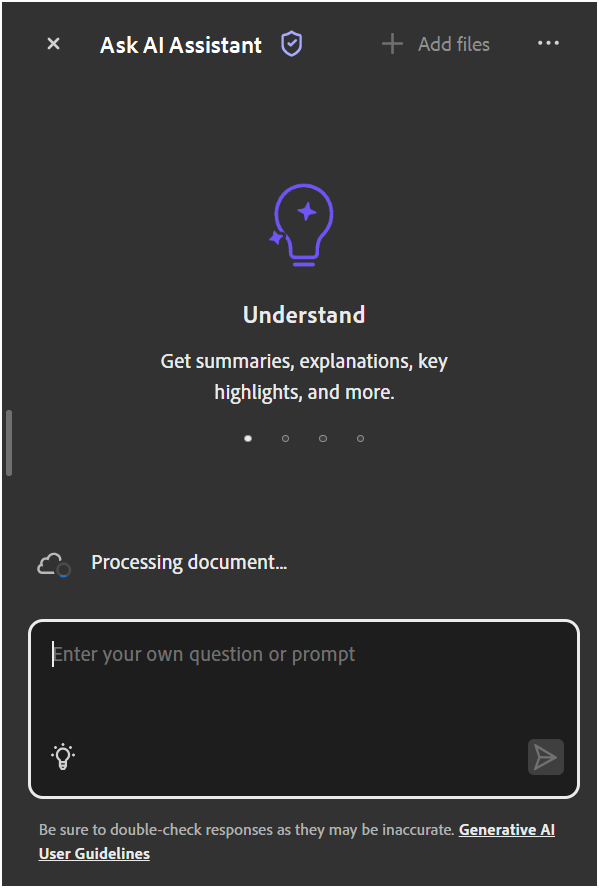 Ask AI Assistant
Add files
Understand
Get summaries, explanations, key
highlights, and more.
Processing document...
Enter your own question or prompt
Be sure to double-check responses as they may be inaccurate. Generative AI
User Guidelines